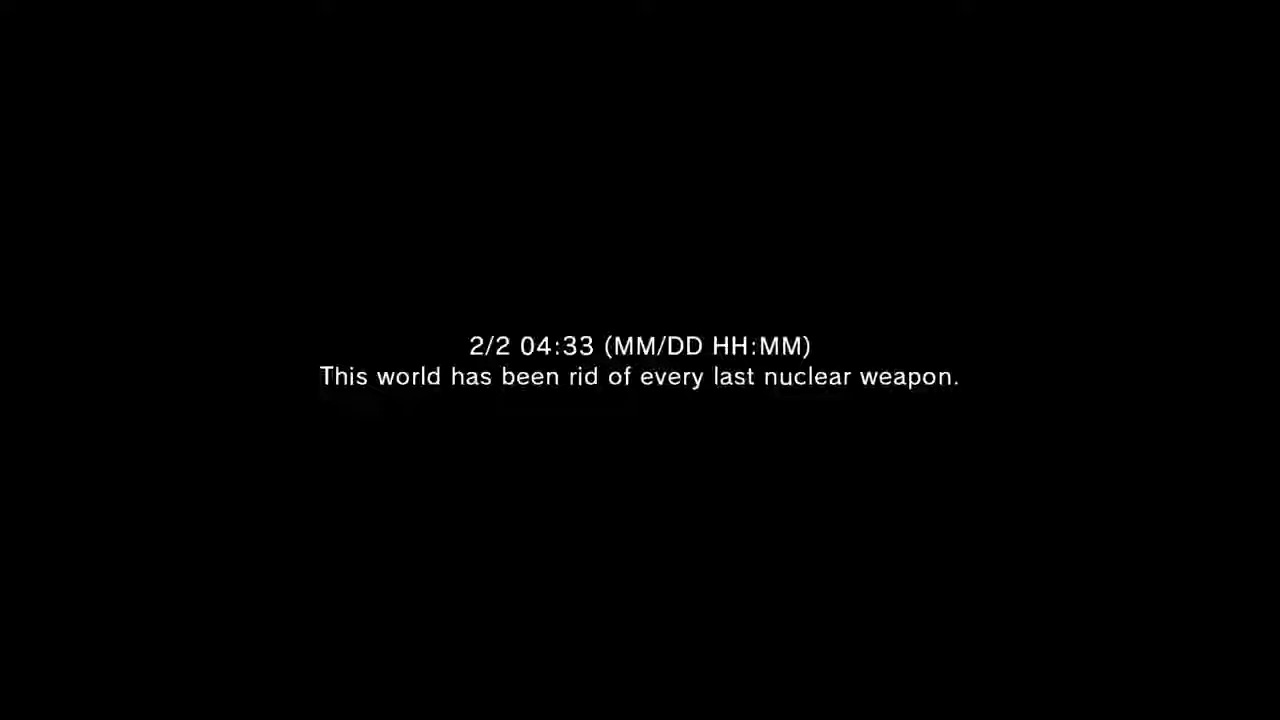 2/2 04:33 (MM/DD HH:MM)
This world has been rid of every last nuclear weapon.